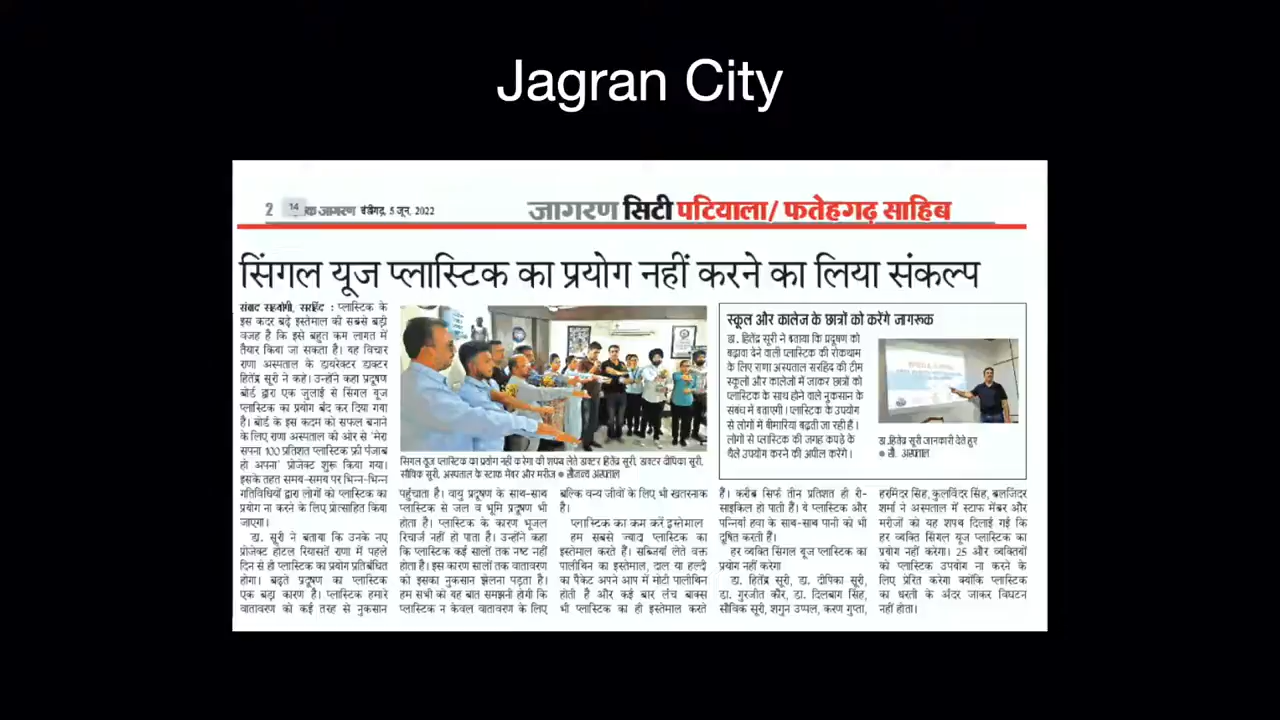 Jagran City
2 14 क जागरण चंडीगढ़, 5 जून, 2022
जागरण सिटी पटियाला/ फतेहगढ़ साहिब
सिंगल यूज प्लास्टिक का प्रयोग नहीं करने का लिया संकल्प
संवाद सहयोगी, सरहिंद : प्लास्टिक के
इस कदर बढ़े इस्तेमाल की सबसे बड़ी
वजह है कि इसे बहुत कम लागत में
तैयार किया जा सकता है। यह विचार
राणा अस्पताल के डायरेक्टर डाक्टर
हितेंद्र सूरी ने कहे। उन्होंने कहा प्रदूषण
बोर्ड द्वारा एक जुलाई से सिंगल यूज
प्लास्टिक का प्रयोग बंद कर दिया गया
है। बोर्ड के इस कदम को सफल बनाने
के लिए राणा अस्पताल की ओर से 'मेरा
सपना 100 प्रतिशत प्लास्टिक फ्री पंजाब
हो अपना' प्रोजेक्ट शुरू किया गया।
इसके तहत समय-समय पर भिन्न-भिन्न
गतिविधियों द्वारा लोगों को प्लास्टिक का
प्रयोग ना करने के लिए प्रोत्साहित किया
जाएगा।
डा. सूरी ने बताया कि उनके नए
प्रोजेक्ट होटल रियासतें राणा में पहले
दिन से ही प्लास्टिक का प्रयोग प्रतिबंधित
होगा। बढ़ते प्रदूषण का प्लास्टिक
एक बड़ा कारण है। प्लास्टिक हमारे
वातावरण को कई तरह से नुकसान
सिंगल यूज प्लास्टिक का प्रयोग नहीं करेगा की शपथ लेते डाक्टर हितेंद्र सूरी, डाक्टर दीपिका सूरी,
सौविक सूरी, अस्पताल के स्टाफ मेंबर और मरीज ● सौजन्य अस्पताल
पहुंचाता है। वायु प्रदूषण के साथ-साथ
प्लास्टिक से जल व भूमि प्रदूषण भी
होता है। प्लास्टिक के कारण भूजल
रिचार्ज नहीं हो पाता है। उन्होंने कहा
कि प्लास्टिक कई सालों तक नष्ट नहीं
होता है। इस कारण सालों तक वातावरण
को इसका नुकसान झेलना पड़ता है।
हम सभी को यह बात समझनी होगी कि
प्लास्टिक न केवल वातावरण के लिए
बल्कि वन्य जीवों के लिए भी खतरनाक
है।
प्लास्टिक का कम करें इस्तेमाल
हम सबसे ज्यादा प्लास्टिक का
इस्तेमाल करते हैं। सब्जियां लेते वक्त
पालीथिन का इस्तेमाल, दाल या हल्दी
का पैकेट अपने आप में मोटी पालीथिन
होती है और कई बार लंच बाक्स
भी प्लास्टिक का ही इस्तेमाल करते
स्कूल और कालेज के छात्रों को करेंगे जागरूक
डा. हितेंद्र सूरी ने बताया कि प्रदूषण को
बढ़ावा देने वाली प्लास्टिक की रोकथाम
के लिए राणा अस्पताल सरहिंद की टीम
स्कूलों और कालेजों में जाकर छात्रों को
प्लास्टिक के साथ होने वाले नुकसान के
संबंध में बताएगी। प्लास्टिक के उपयोग
से लोगों में बीमारियां बढ़ती जा रही हैं।
लोगों से प्लास्टिक की जगह कपड़े के
थैले उपयोग करने की अपील करेंगे।
डा. हितेंद्र सूरी जानकारी देते हुए
● सौ. अस्पताल
हैं। करीब सिर्फ तीन प्रतिशत ही री-
साइकिल हो पाती हैं। ये प्लास्टिक और
पन्नियां हवा के साथ-साथ पानी को भी
दूषित करती हैं।
हर व्यक्ति सिंगल यूज प्लास्टिक का
प्रयोग नहीं करेगा
डा. हितेंद्र सूरी, डा. दीपिका सूरी,
डा. गुरजीत कौर, डा. दिलबाग सिंह,
सौविक सूरी, शगुन उप्पल, करण गुप्ता,
हरमिंदर सिंह, कुलविंदर सिंह, बलजिंदर
शर्मा ने अस्पताल में स्टाफ मेंबर और
मरीजों को यह शपथ दिलाई गई कि
हर व्यक्ति सिंगल यूज प्लास्टिक का
प्रयोग नहीं करेगा। 25 और व्यक्तियों
को प्लास्टिक उपयोग ना करने के
लिए प्रेरित करेगा क्योंकि प्लास्टिक
का धरती के अंदर जाकर विघटन
नहीं होता।